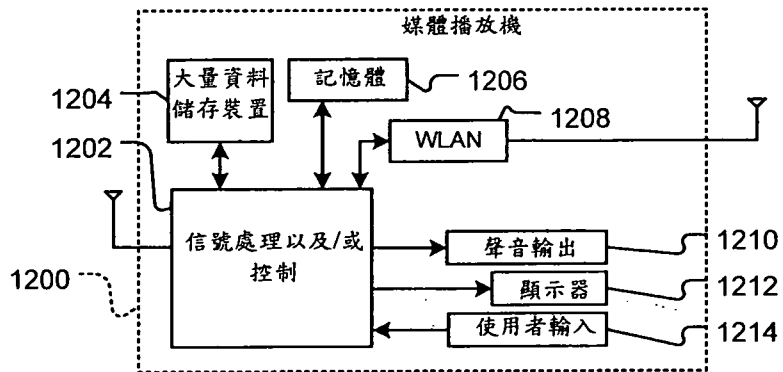 媒體播放機
大量資料
儲存裝置
記憶體
1206
1204
1208
WLAN
1202
信號處理以及/或
控制
聲音輸出
1210
1200
顯示器
1212
使用者輸入
1214